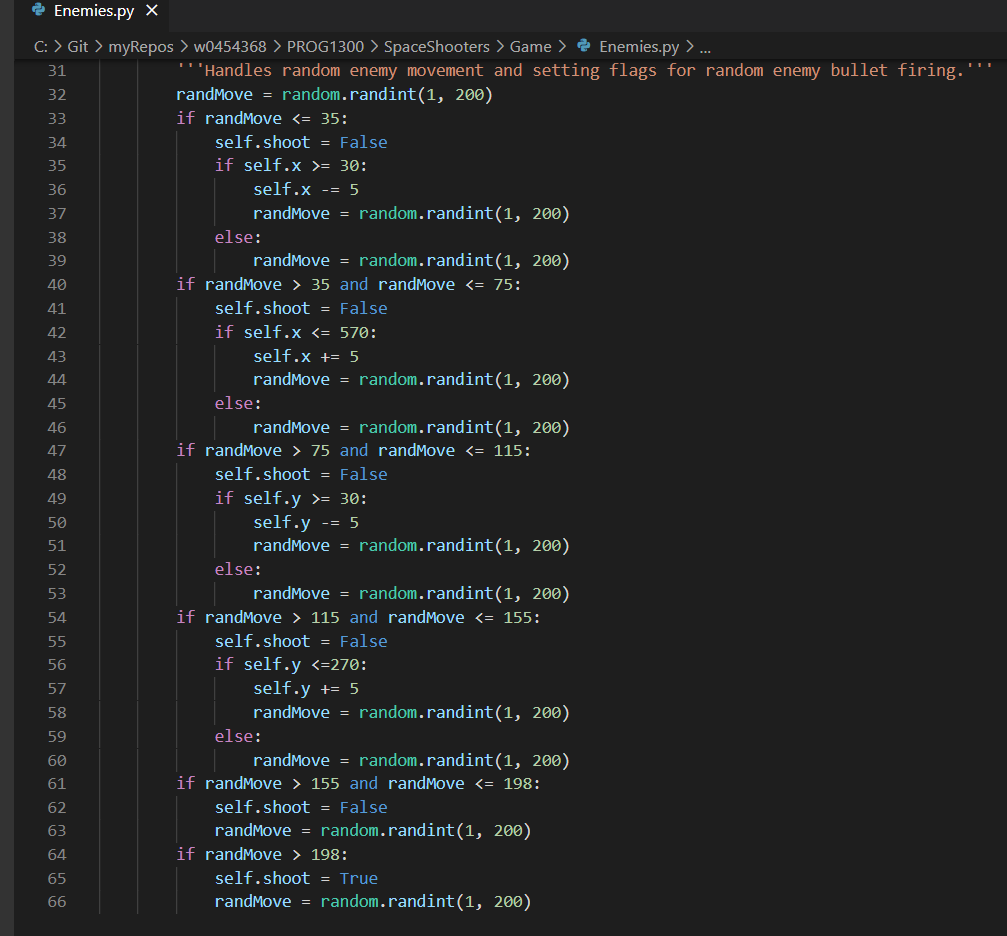 Enemies.py ×
C: > Git > myRepos > w0454368 > PROG1300 > SpaceShooters > Game > Enemies.py > ...
31 '''Handles random enemy movement and setting flags for random enemy bullet firing.'''
32 randMove = random.randint(1, 200)
33 if randMove <= 35:
34 self.shoot = False
35 if self.x >= 30:
36 self.x -= 5
37 randMove = random.randint(1, 200)
38 else:
39 randMove = random.randint(1, 200)
40 if randMove > 35 and randMove <= 75:
41 self.shoot = False
42 if self.x <= 570:
43 self.x += 5
44 randMove = random.randint(1, 200)
45 else:
46 randMove = random.randint(1, 200)
47 if randMove > 75 and randMove <= 115:
48 self.shoot = False
49 if self.y >= 30:
50 self.y -= 5
51 randMove = random.randint(1, 200)
52 else:
53 randMove = random.randint(1, 200)
54 if randMove > 115 and randMove <= 155:
55 self.shoot = False
56 if self.y <=270:
57 self.y += 5
58 randMove = random.randint(1, 200)
59 else:
60 randMove = random.randint(1, 200)
61 if randMove > 155 and randMove <= 198:
62 self.shoot = False
63 randMove = random.randint(1, 200)
64 if randMove > 198:
65 self.shoot = True
66 randMove = random.randint(1, 200)